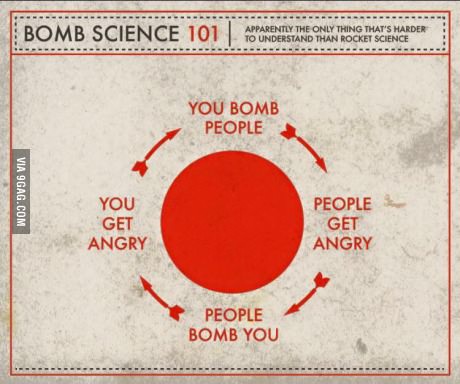 BOMB SCIENCE 101
APPARENTLY THE ONLY THING THAT'S HARDER
TO UNDERSTAND THAN ROCKET SCIENCE
YOU BOMB
PEOPLE
PEOPLE
GET
ANGRY
PEOPLE
BOMB YOU
YOU
GET
ANGRY
VIA 9GAG.COM